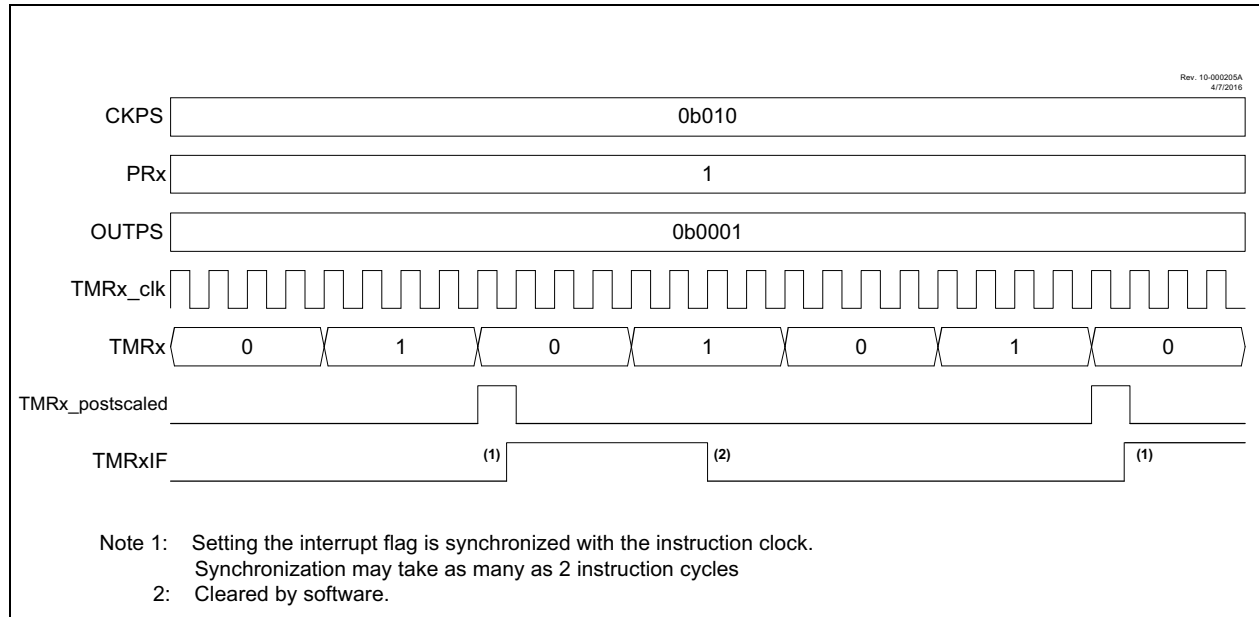 Rev. 10-000205A
4/7/2016
CKPS 0b010
PRx 1
OUTPS 0b0001
TMRx_clk
TMRx 0 1 0 1 0 1 0
TMRx_postscaled
TMRxIF (1) (2) (1)
Note 1: Setting the interrupt flag is synchronized with the instruction clock.
Synchronization may take as many as 2 instruction cycles
2: Cleared by software.